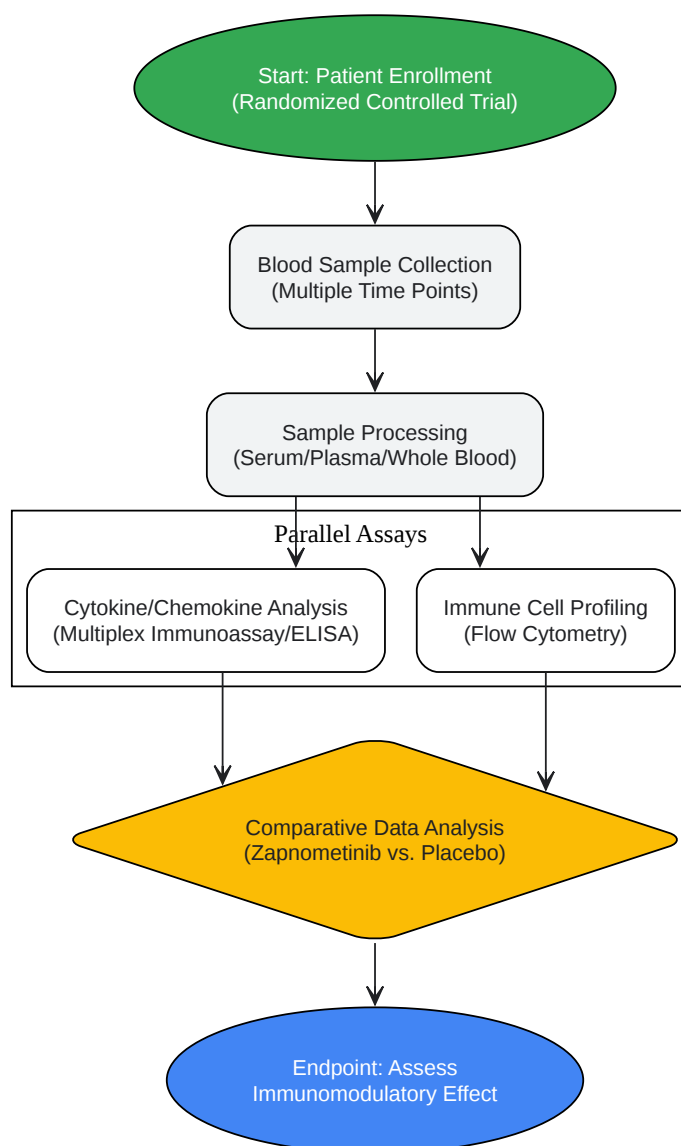 Start: Patient Enrollment
(Randomized Controlled Trial)
Blood Sample Collection
(Multiple Time Points)
Sample Processing
(Serum/Plasma/Whole Blood)
Parallel Assays
Cytokine/Chemokine Analysis
(Multiplex Immunoassay/ELISA)
Immune Cell Profiling
(Flow Cytometry)
Comparative Data Analysis
(Zapnometinib vs. Placebo)
Endpoint: Assess
Immunomodulatory Effect